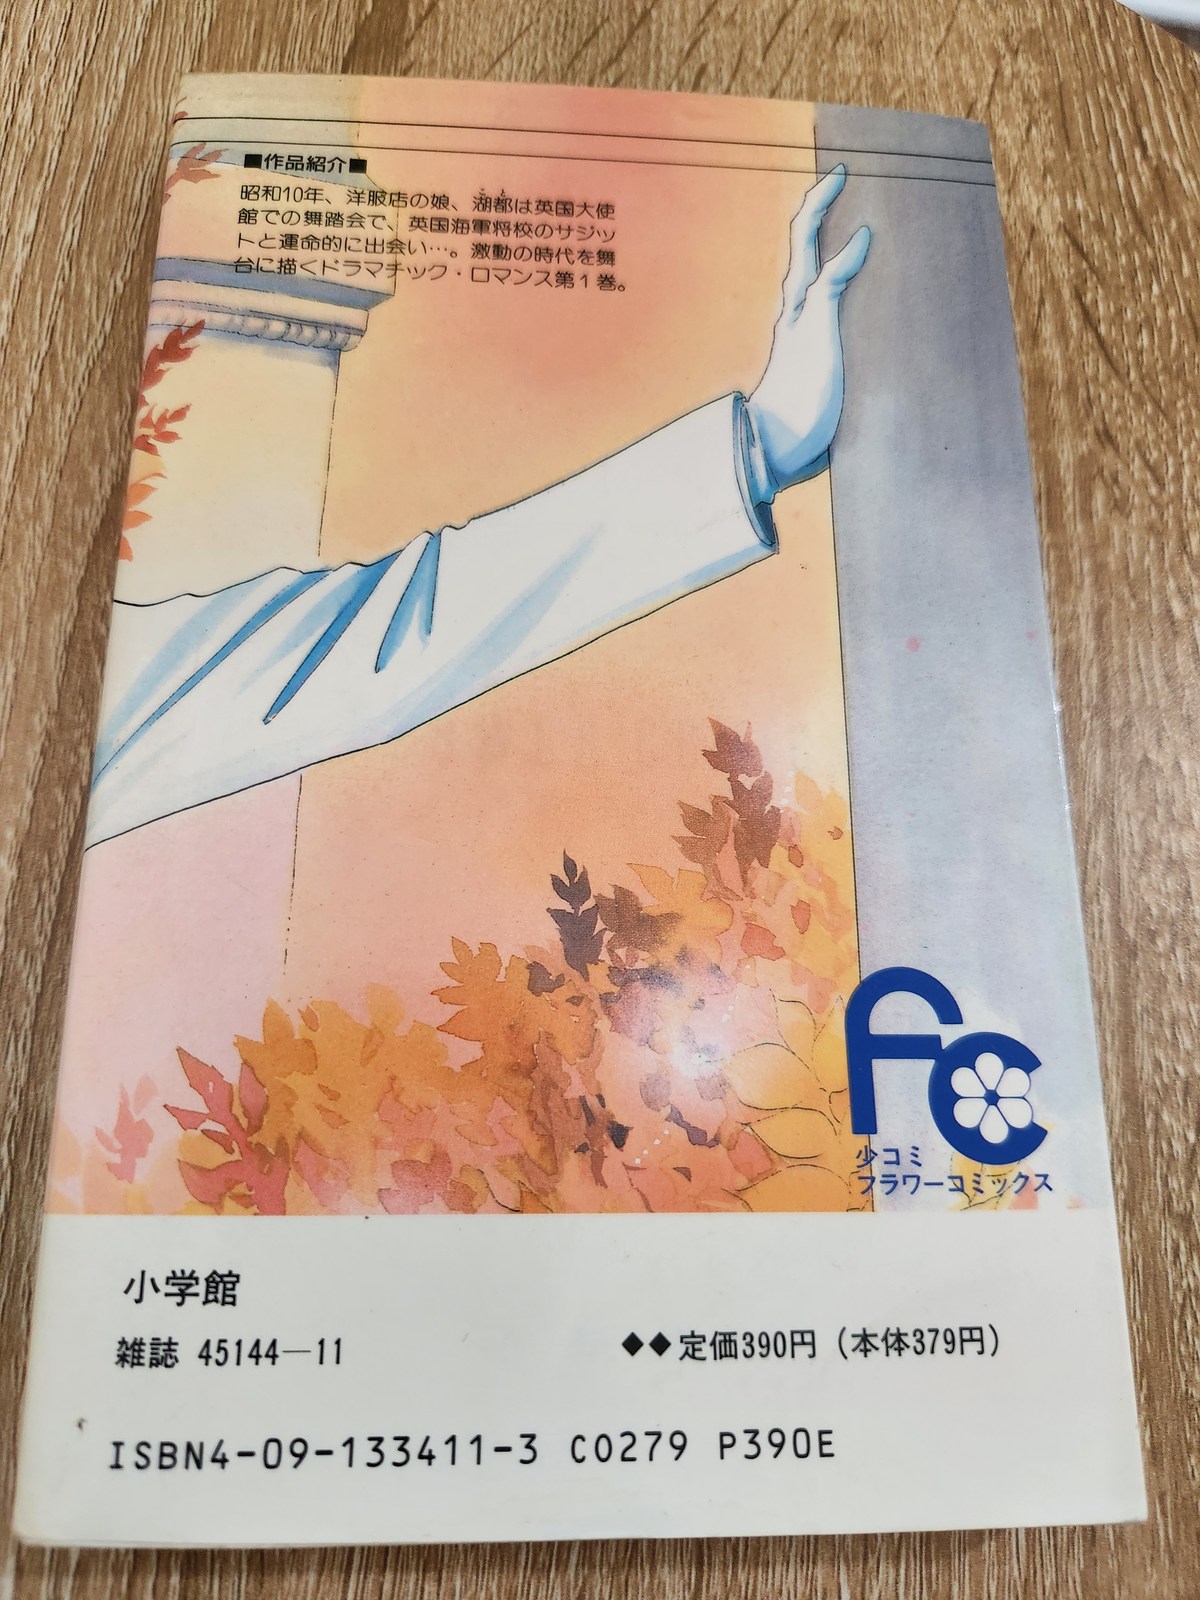 ■作品紹介■
昭和10年、洋服店の娘、湖都は英国大使
館での舞踏会で、英国海軍将校のサジッ
トと運命的に出会い…。激動の時代を舞
台に描くドラマチック・ロマンス第1巻。
fc
少コミ
フラワーコミックス
小学館
雑誌 45144―11
◆◆定価390円（本体379円）
ISBN4-09-133411-3 C0279 P390E